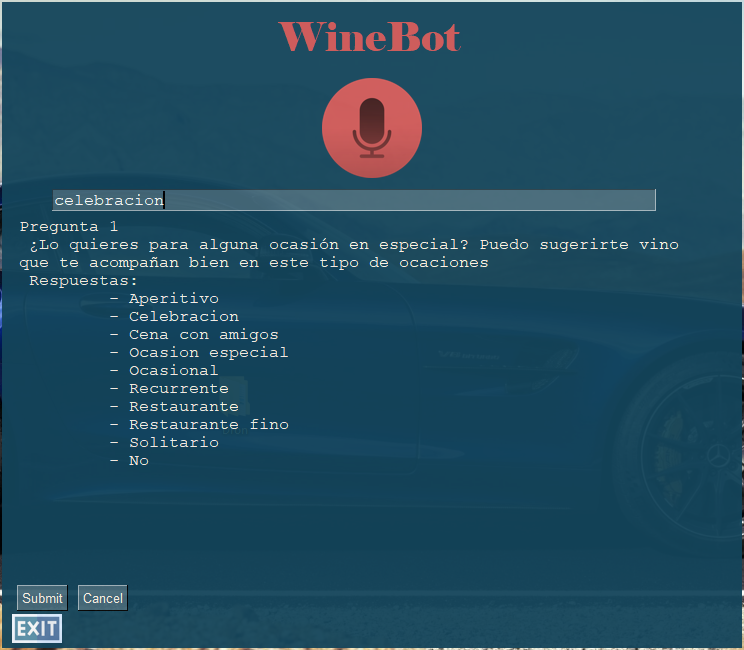 WineBot
celebracion
Pregunta 1
¿Lo quieres para alguna ocasión en especial? Puedo sugerirte vino
que te acompañan bien en este tipo de ocaciones
Respuestas:
- Aperitivo
- Celebracion
- Cena con amigos
- Ocasion especial
- Ocasional
- Recurrente
- Restaurante
- Restaurante fino
- Solitario
- No
Submit Cancel
EXIT